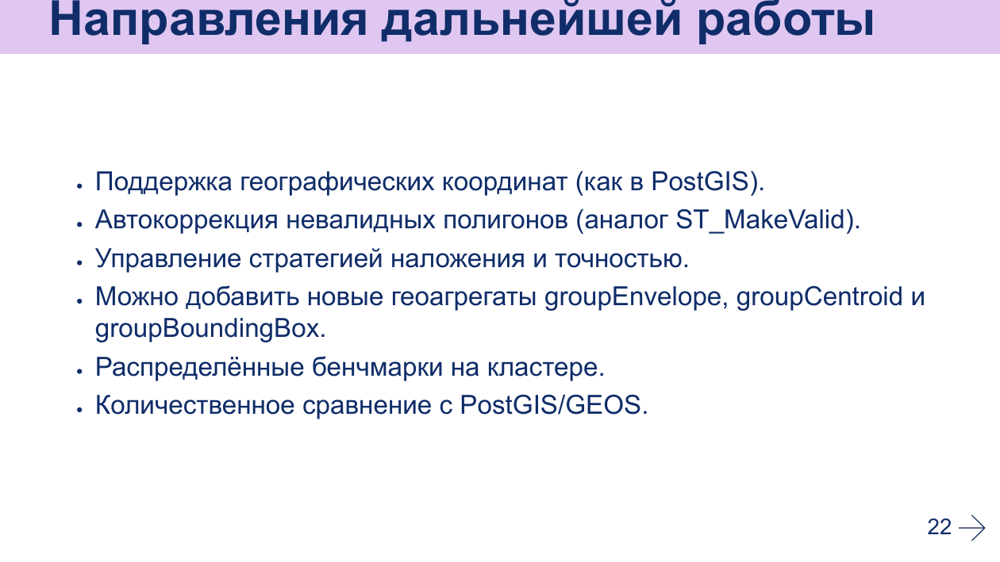 Направления дальнейшей работы
• Поддержка географических координат (как в PostGIS).
• Автокоррекция невалидных полигонов (аналог ST_MakeValid).
• Управление стратегией наложения и точностью.
• Можно добавить новые геоагрегаты groupEnvelope, groupCentroid и
groupBoundingBox.
• Распределённые бенчмарки на кластере.
• Количественное сравнение с PostGIS/GEOS.
22